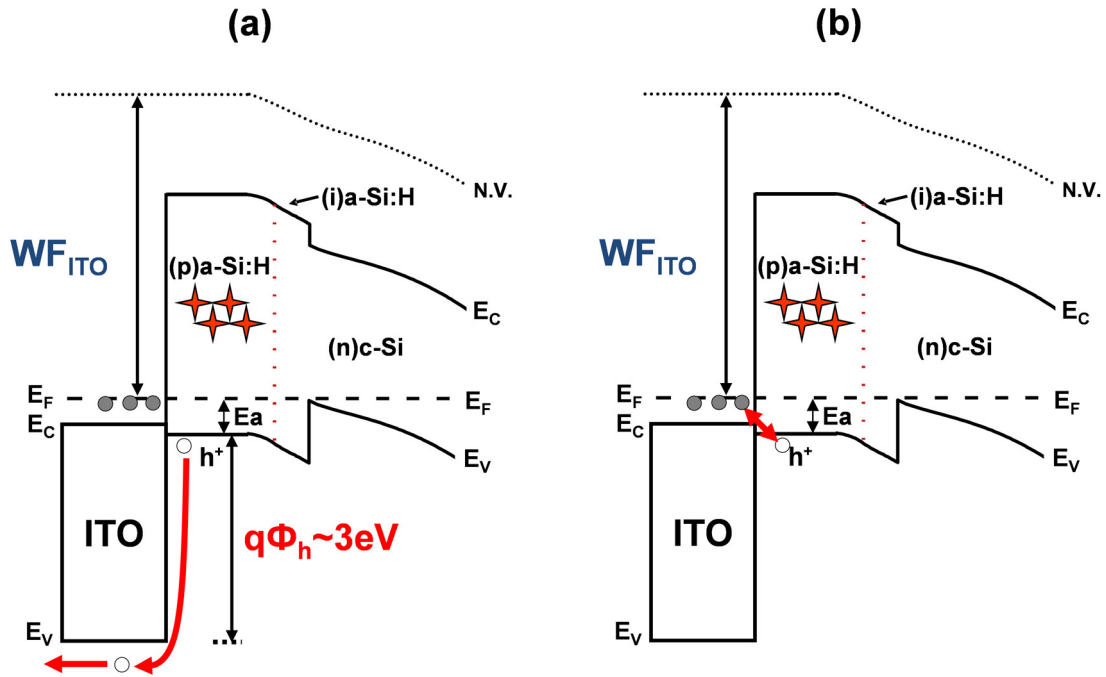 (a)
(b)
N.V.
(i)a-Si:H
WF_ITO
(p)a-Si:H
E_C
(n)c-Si
E_F
Ea
E_F
E_C
h⁺
E_V
ITO
qΦ_h~3eV
E_V
N.V.
(i)a-Si:H
WF_ITO
(p)a-Si:H
E_C
(n)c-Si
E_F
Ea
E_F
E_C
h⁺
E_V
ITO
E_V